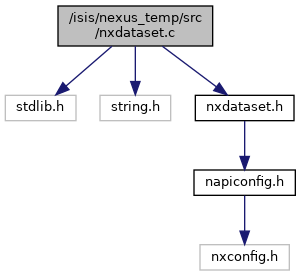 /isis/nexus_temp/src
/nxdataset.c
stdlib.h
string.h
nxdataset.h
napiconfig.h
nxconfig.h